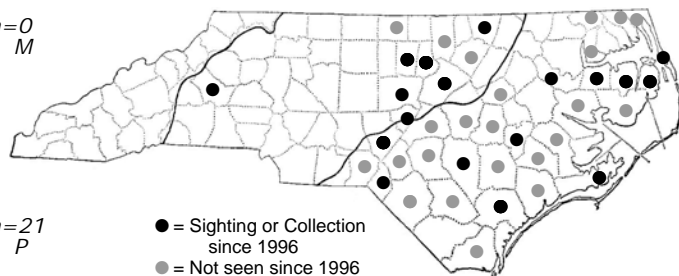 =0
M
=21
P
= Sighting or Collection
since 1996
= Not seen since 1996